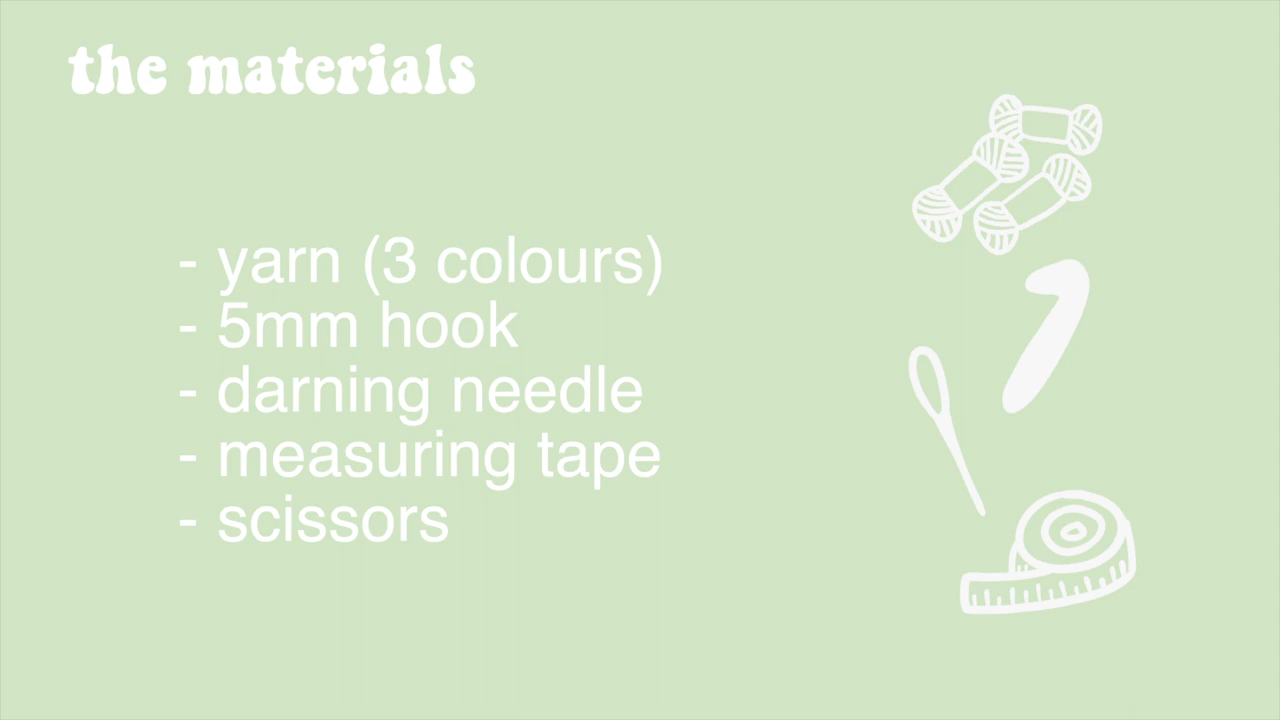 the materials
- yarn (3 colours)
- 5mm hook
- darning needle
- measuring tape
- scissors